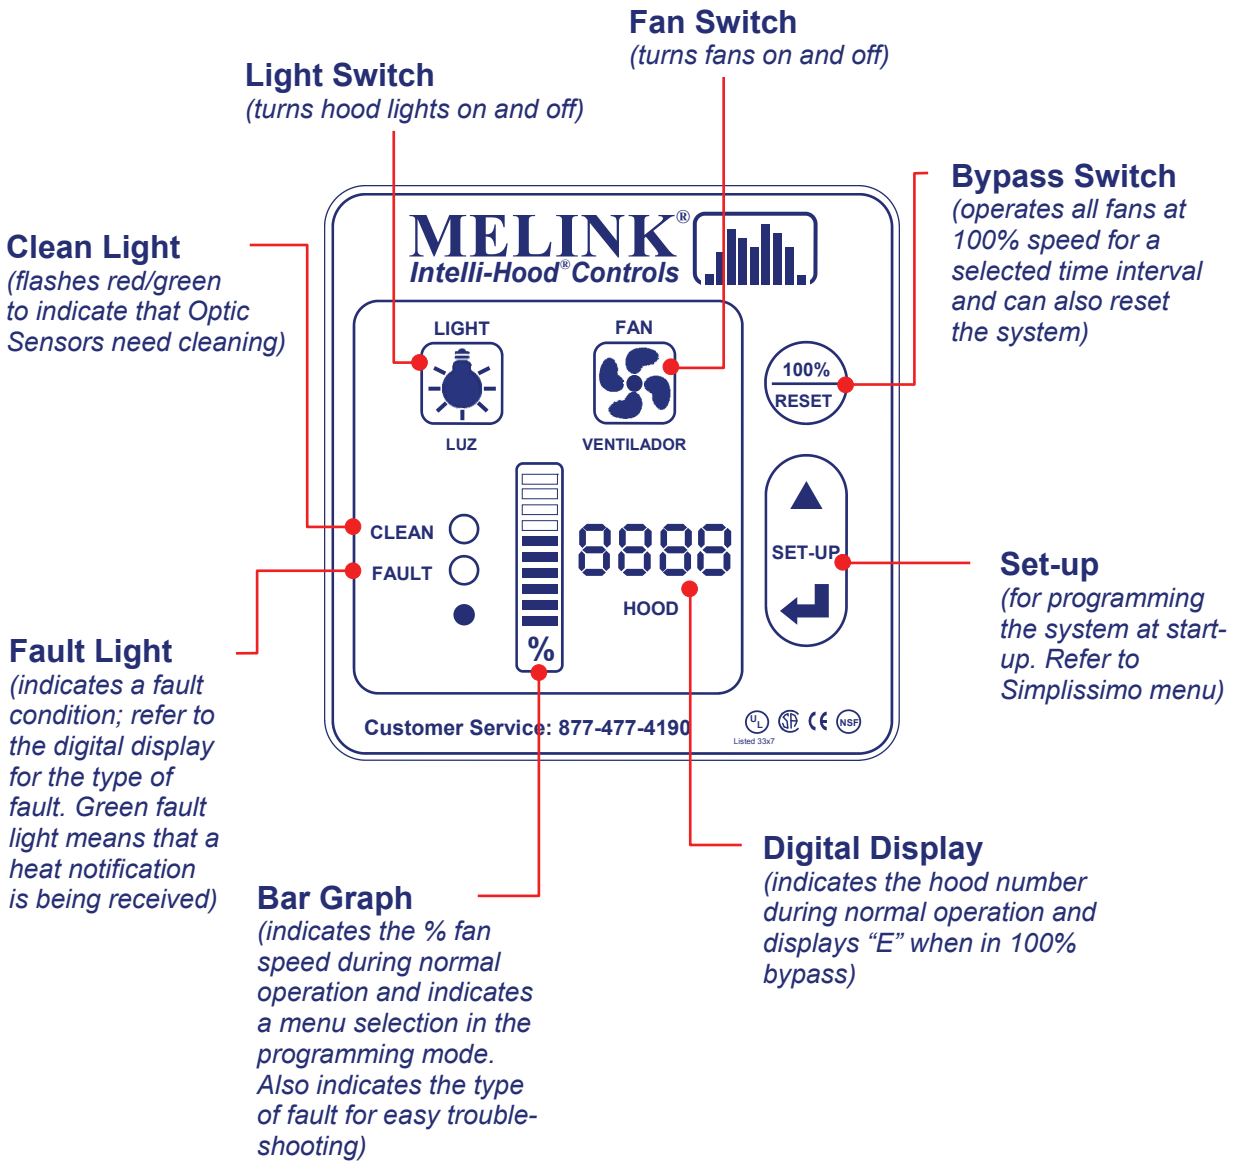 Fan Switch
(turns fans on and off)
Light Switch
(turns hood lights on and off)
Bypass Switch
(operates all fans at
100% speed for a
selected time interval
and can also reset
the system)
Clean Light
(flashes red/green
to indicate that Optic
Sensors need cleaning)
MELINK®
Intelli-Hood® Controls
LIGHT
FAN
100%
RESET
LUZ
VENTILADOR
CLEAN
FAULT
8888
HOOD
%
SET-UP
Set-up
(for programming
the system at start-
up. Refer to
Simplissimo menu)
Fault Light
(indicates a fault
condition; refer to
the digital display
for the type of
fault. Green fault
light means that a
heat notification
is being received)
Customer Service: 877-477-4190
UL
SA
CE
NSF
Listed 33x7
Digital Display
(indicates the hood number
during normal operation and
displays “E” when in 100%
bypass)
Bar Graph
(indicates the % fan
speed during normal
operation and indicates
a menu selection in the
programming mode.
Also indicates the type
of fault for easy trouble-
shooting)